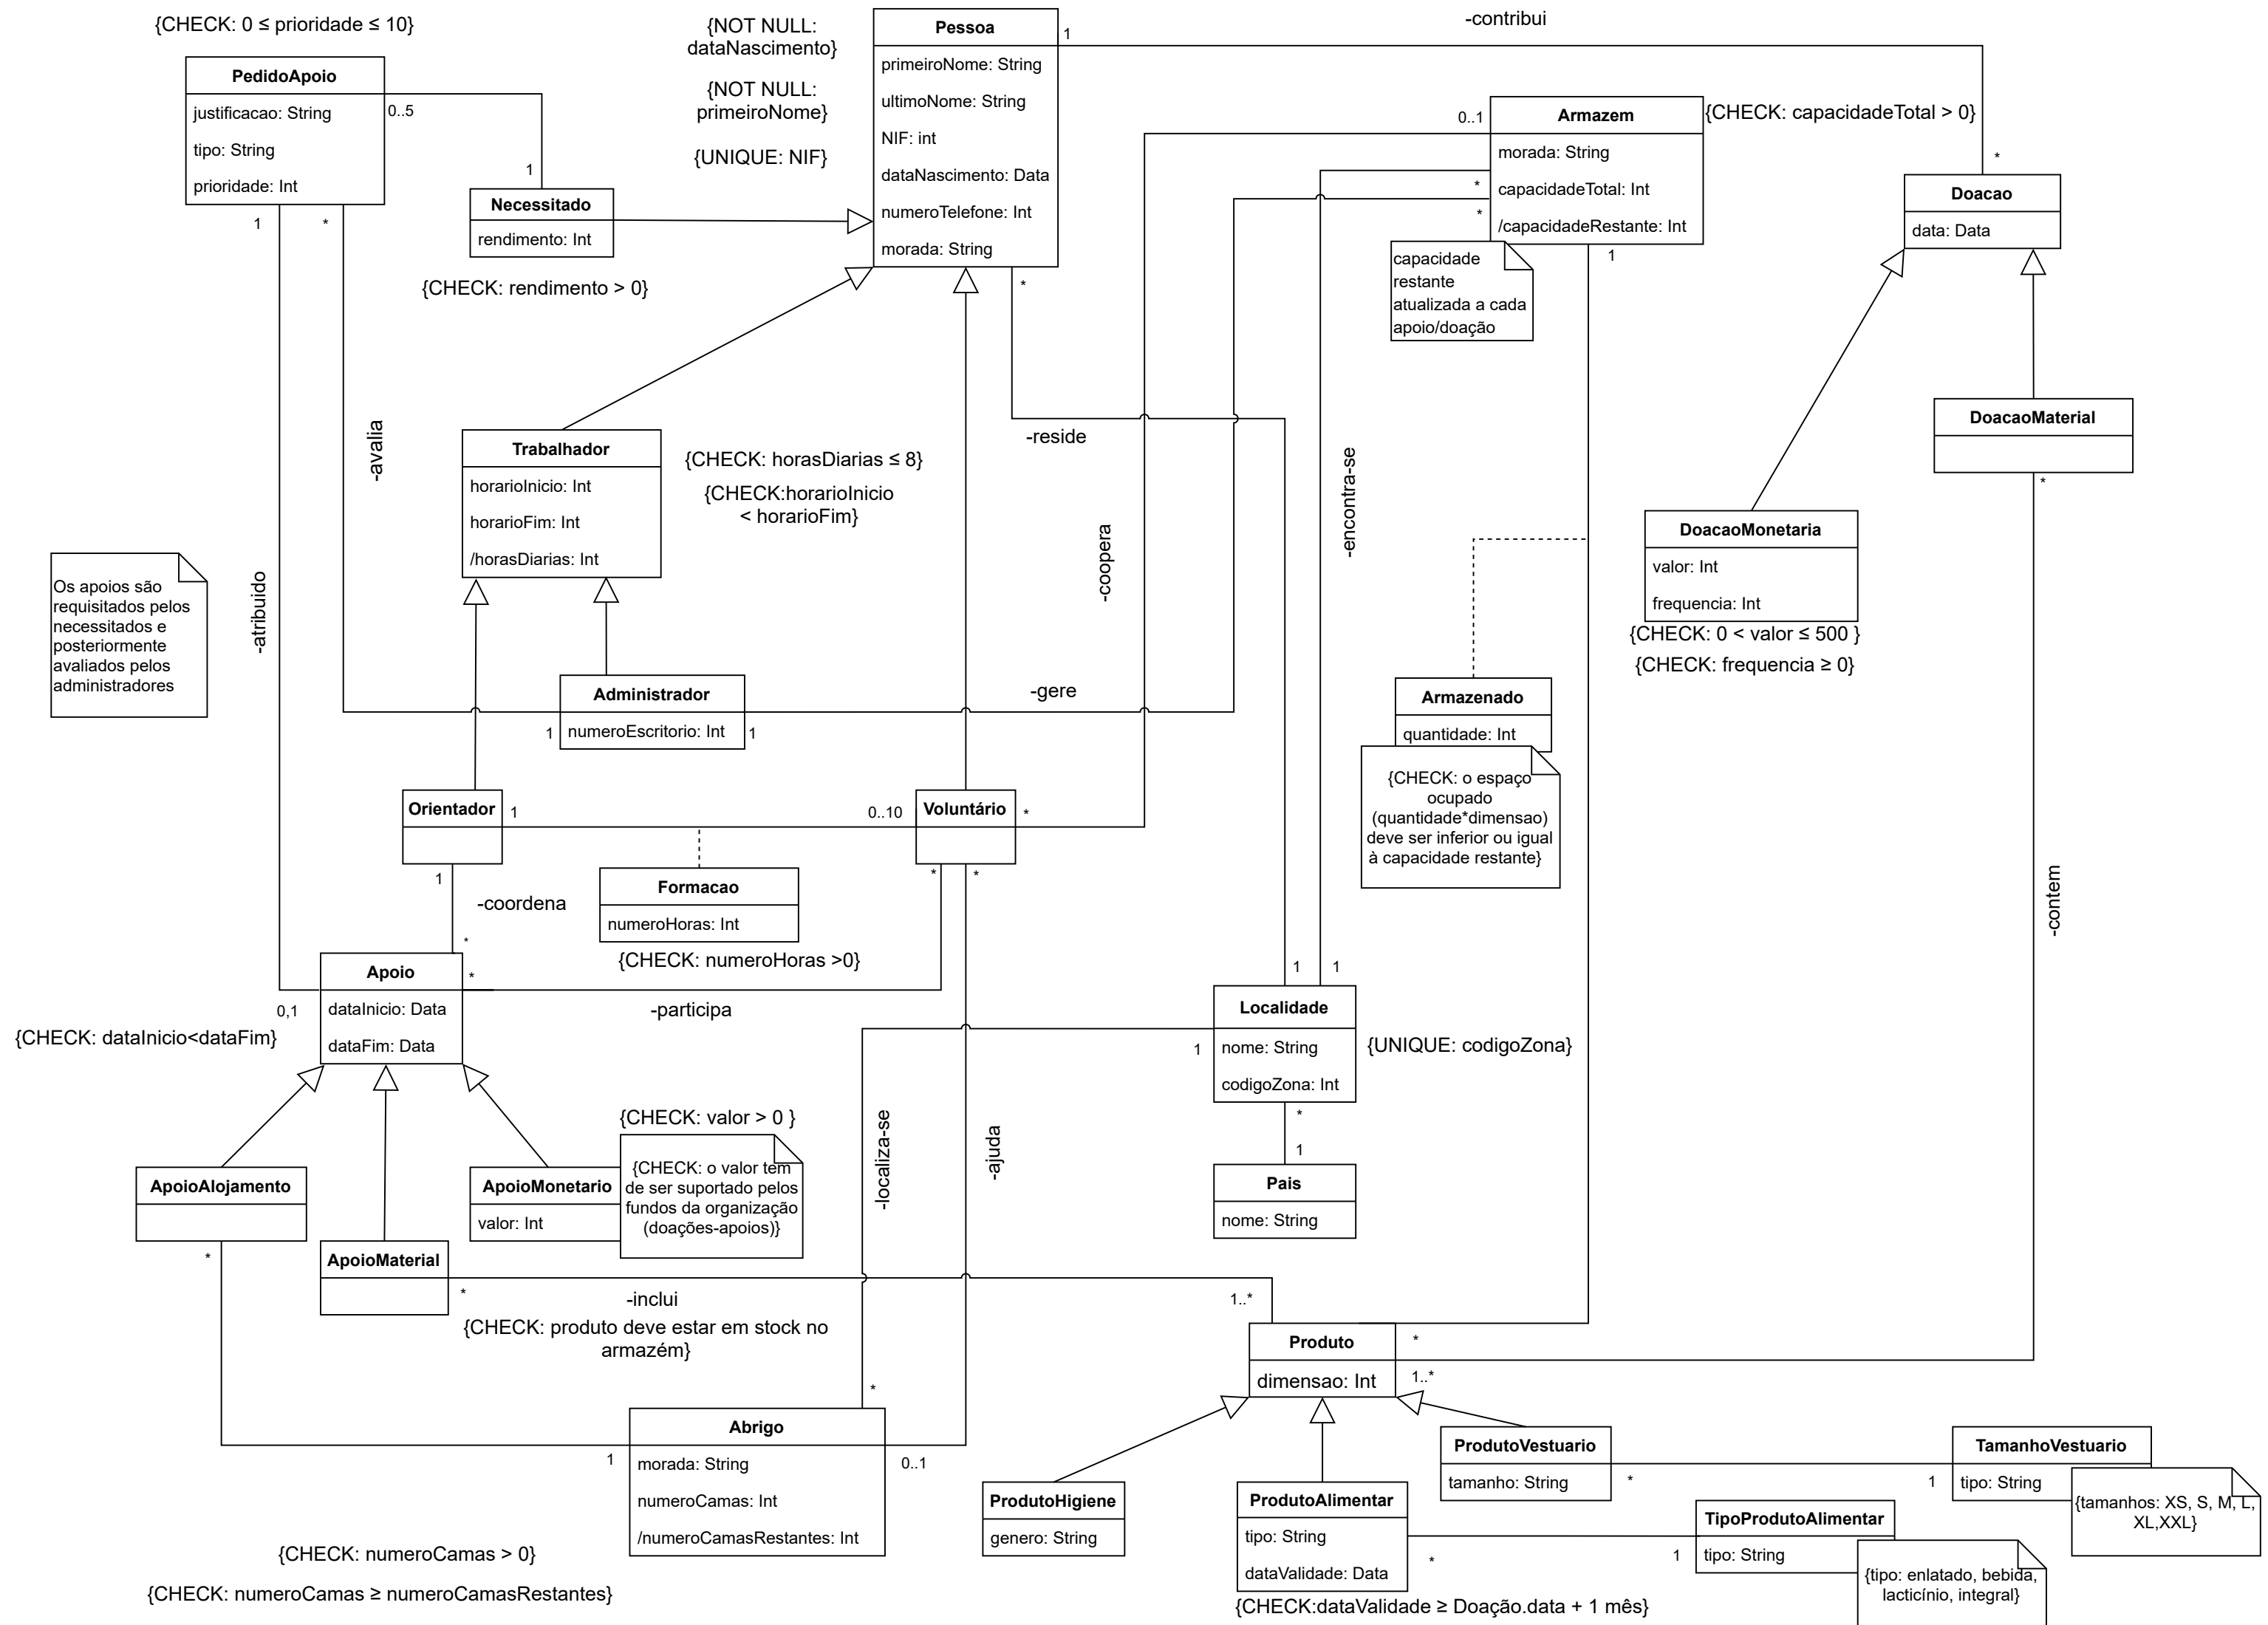 {CHECK: 0 ≤ prioridade ≤ 10}
PedidoApoio
justificacao: String
tipo: String
prioridade: Int
0..5
1
1
*
Necessitado
rendimento: Int
{CHECK: rendimento > 0}
{NOT NULL:
dataNascimento}
{NOT NULL:
primeiroNome}
{UNIQUE: NIF}
Pessoa
primeiroNome: String
ultimoNome: String
NIF: int
dataNascimento: Data
numeroTelefone: Int
morada: String
1
*
-contribui
0..1
*
*
Armazem
morada: String
capacidadeTotal: Int
/capacidadeRestante: Int
1
{CHECK: capacidadeTotal > 0}
capacidade
restante
atualizada a cada
apoio/doação
*
Doacao
data: Data
DoacaoMaterial
*
DoacaoMonetaria
valor: Int
frequencia: Int
{CHECK: 0 < valor ≤ 500 }
{CHECK: frequencia ≥ 0}
-avalia
-atribuido
Os apoios são
requisitados pelos
necessitados e
posteriormente
avaliados pelos
administradores
Trabalhador
horarioInicio: Int
horarioFim: Int
/horasDiarias: Int
{CHECK: horasDiarias ≤ 8}
{CHECK:horarioInicio
< horarioFim}
-reside
-coopera
-encontra-se
Administrador
numeroEscritorio: Int
1
1
-gere
Armazenado
quantidade: Int
{CHECK: o espaço
ocupado
(quantidade*dimensao)
deve ser inferior ou igual
à capacidade restante}
Orientador
1
1
0..10
Voluntário
*
*
*
Formacao
numeroHoras: Int
{CHECK: numeroHoras >0}
-coordena
*
*
-contem
Apoio
dataInicio: Data
dataFim: Data
0,1
{CHECK: dataInicio<dataFim}
-participa
1
1
Localidade
nome: String
codigoZona: Int
1
*
{UNIQUE: codigoZona}
1
Pais
nome: String
-localiza-se
-ajuda
{CHECK: valor > 0 }
ApoioAlojamento
*
ApoioMonetario
valor: Int
{CHECK: o valor tem
de ser suportado pelos
fundos da organização
(doações-apoios)}
ApoioMaterial
*
-inclui
{CHECK: produto deve estar em stock no
armazém}
1..*
Produto
dimensao: Int
*
1..*
*
Abrigo
morada: String
numeroCamas: Int
/numeroCamasRestantes: Int
1
0..1
{CHECK: numeroCamas > 0}
{CHECK: numeroCamas ≥ numeroCamasRestantes}
ProdutoHigiene
genero: String
ProdutoAlimentar
tipo: String
dataValidade: Data
*
1
{CHECK:dataValidade ≥ Doação.data + 1 mês}
ProdutoVestuario
tamanho: String
*
1
TamanhoVestuario
tipo: String
{tamanhos: XS, S, M, L,
XL,XXL}
TipoProdutoAlimentar
tipo: String
{tipo: enlatado, bebida,
lacticínio, integral}